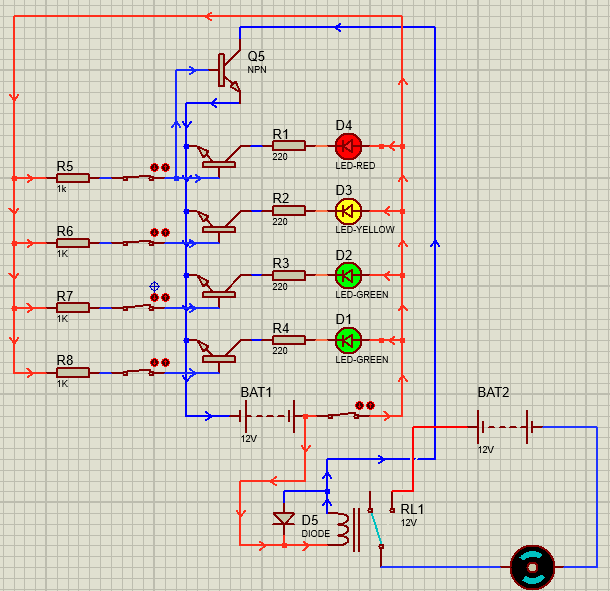 Q5
NPN
R1
220
D4
LED-RED
R5
1k
R2
220
D3
LED-YELLOW
R6
1K
R3
220
D2
LED-GREEN
R7
1K
R4
220
D1
LED-GREEN
R8
1K
BAT1
12V
BAT2
12V
D5
DIODE
RL1
12V